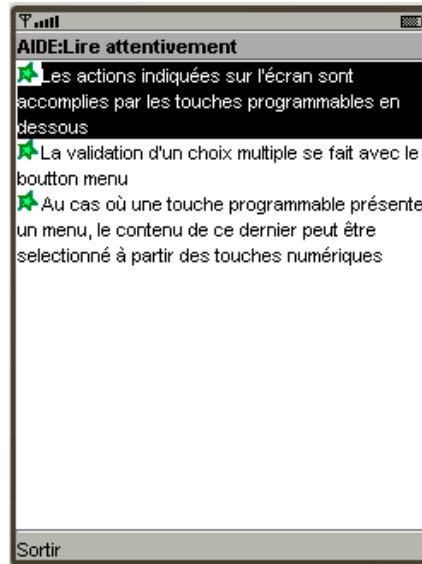 AIDE:Lire attentivement
Les actions indiquées sur l'écran sont
accomplies par les touches programmables en
dessous
La validation d'un choix multiple se fait avec le
boutton menu
Au cas où une touche programmable présente
un menu, le contenu de ce dernier peut être
selectionné à partir des touches numériques
Sortir